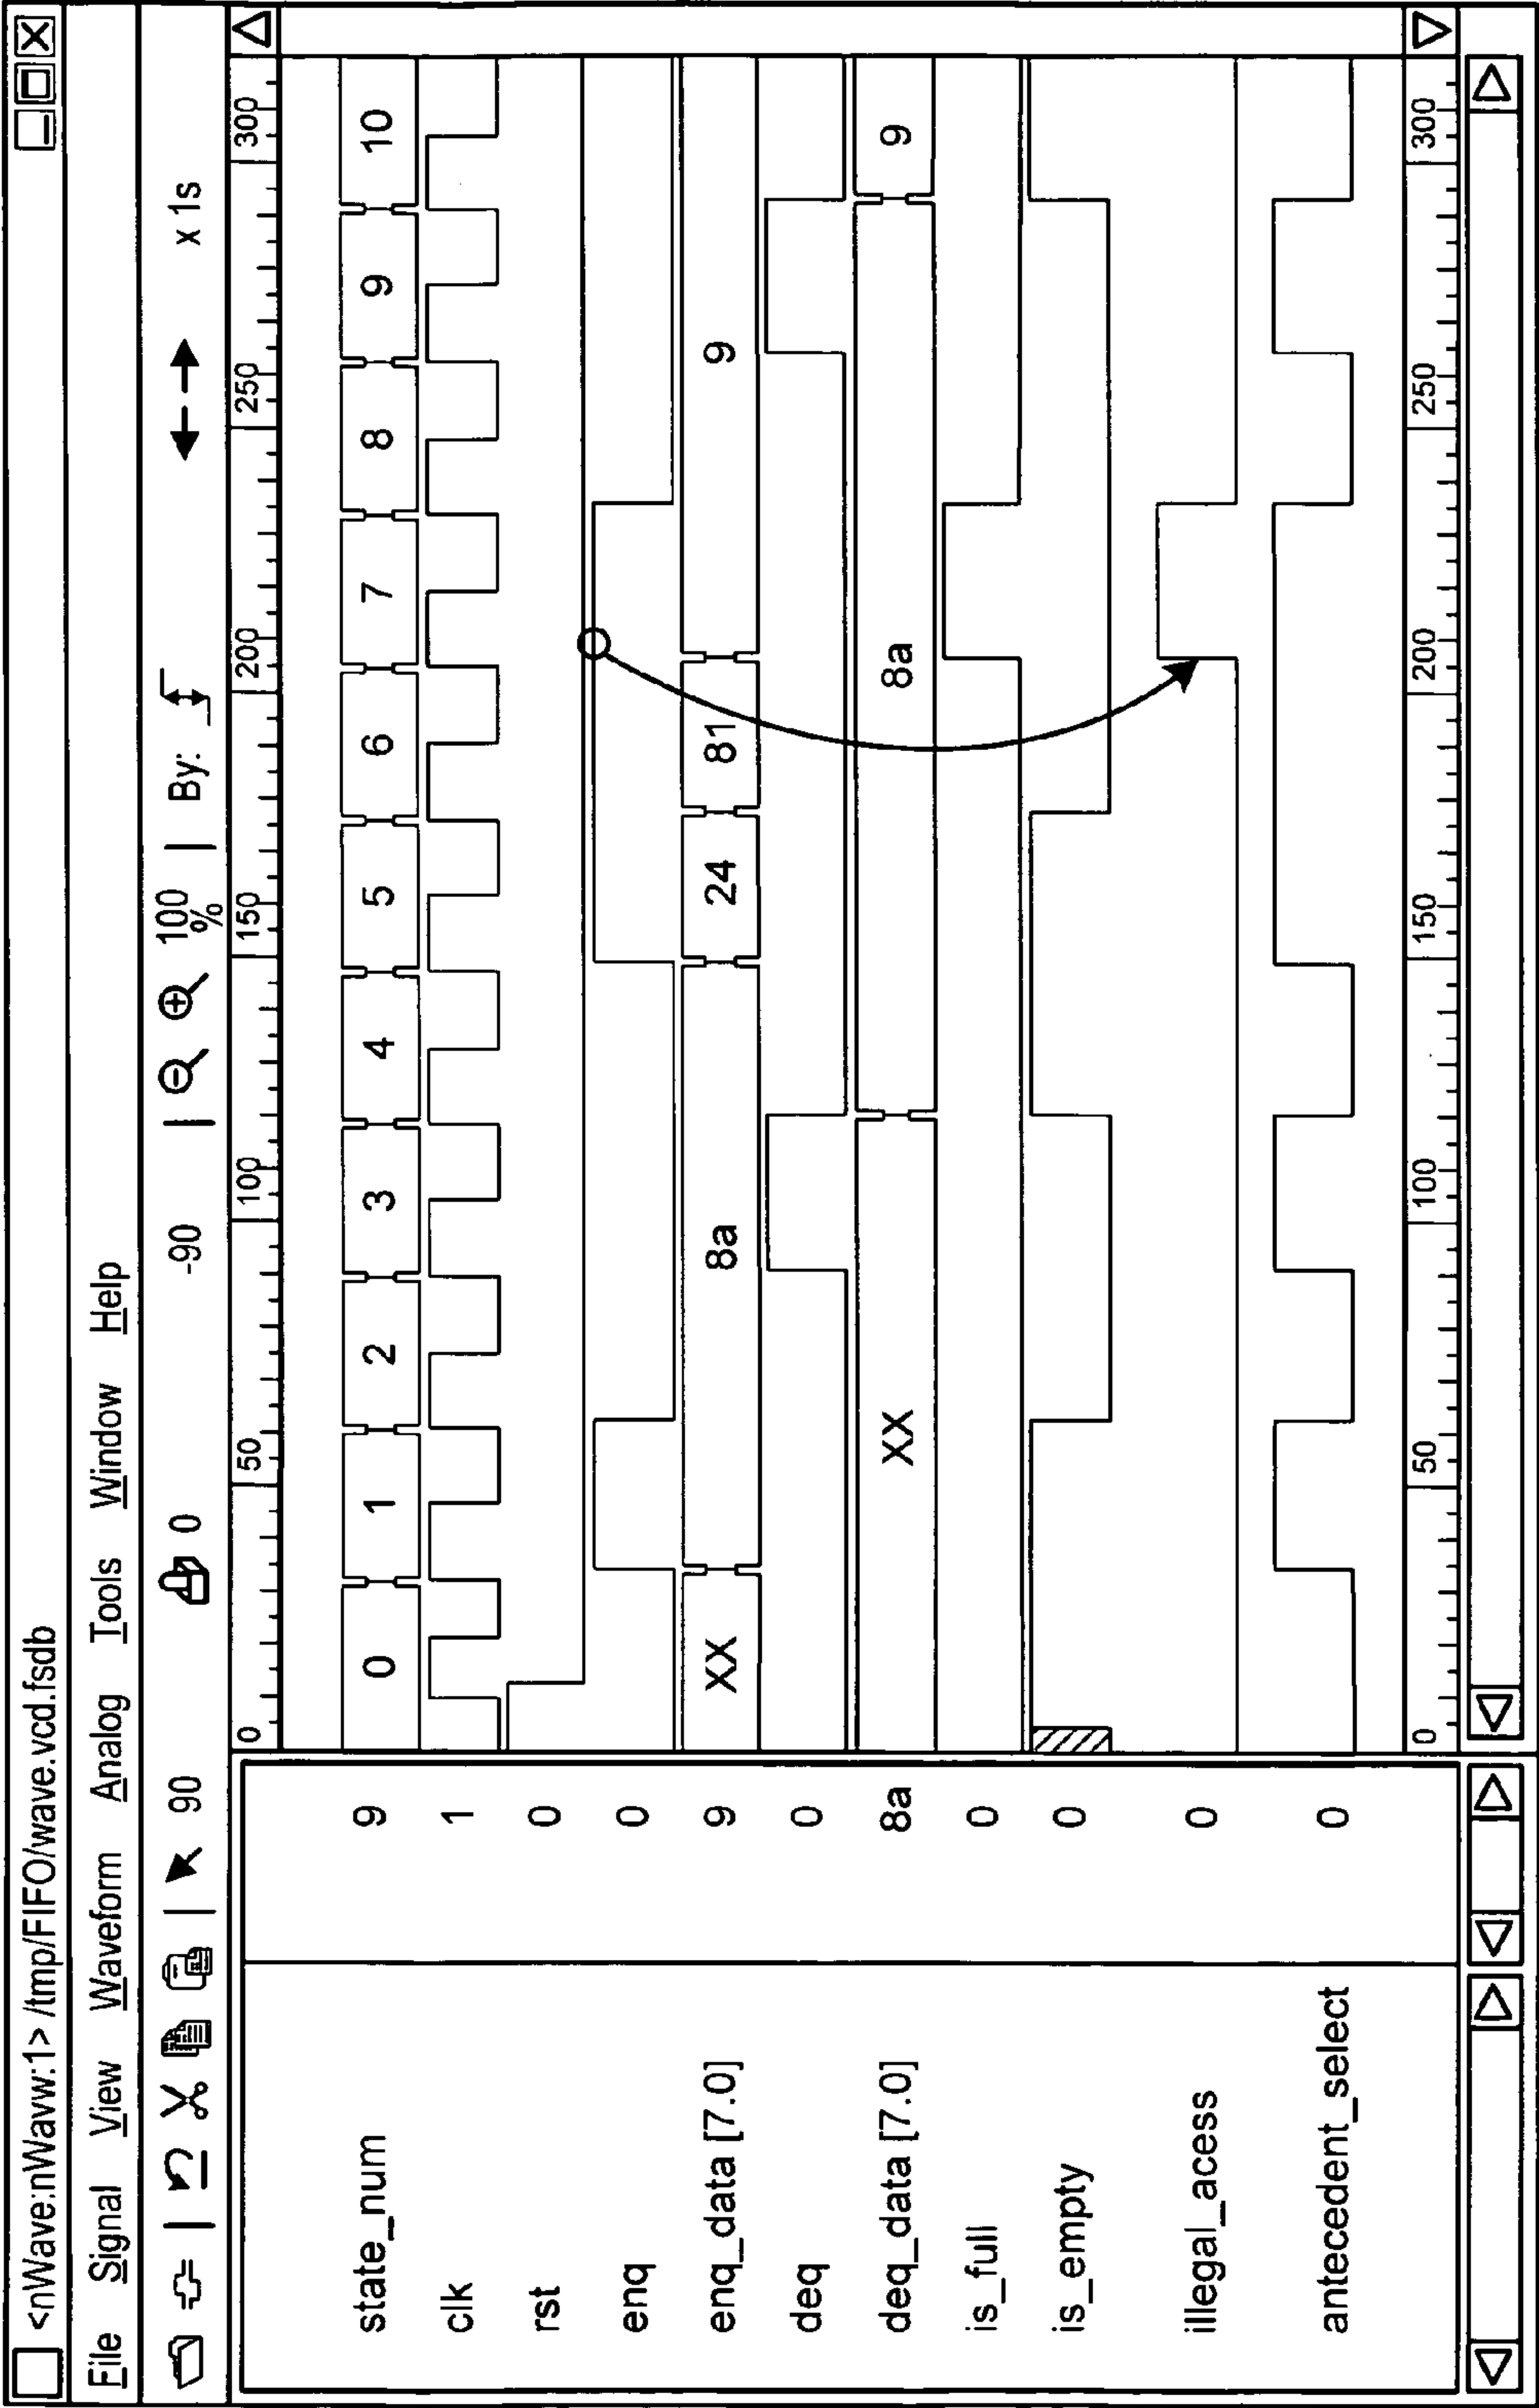 <nWave:nWavw:1> /tmp/FIFO/wave.vcd.fsdb
File Signal View Waveform Analog Tools Window Help
90 0 -90 100 % By: x 1s
0 50 100 150 200 250 300
state_num 9 0 1 2 3 4 5 6 7 8 9 10
clk 1
rst 0
enq 0
enq_data [7.0] 9 XX 8a 24 81 9
deq 0
deq_data [7.0] 8a XX 8a 9
is_full 0
is_empty 0
illegal_acess 0
antecedent_select 0
0 50 100 150 200 250 300